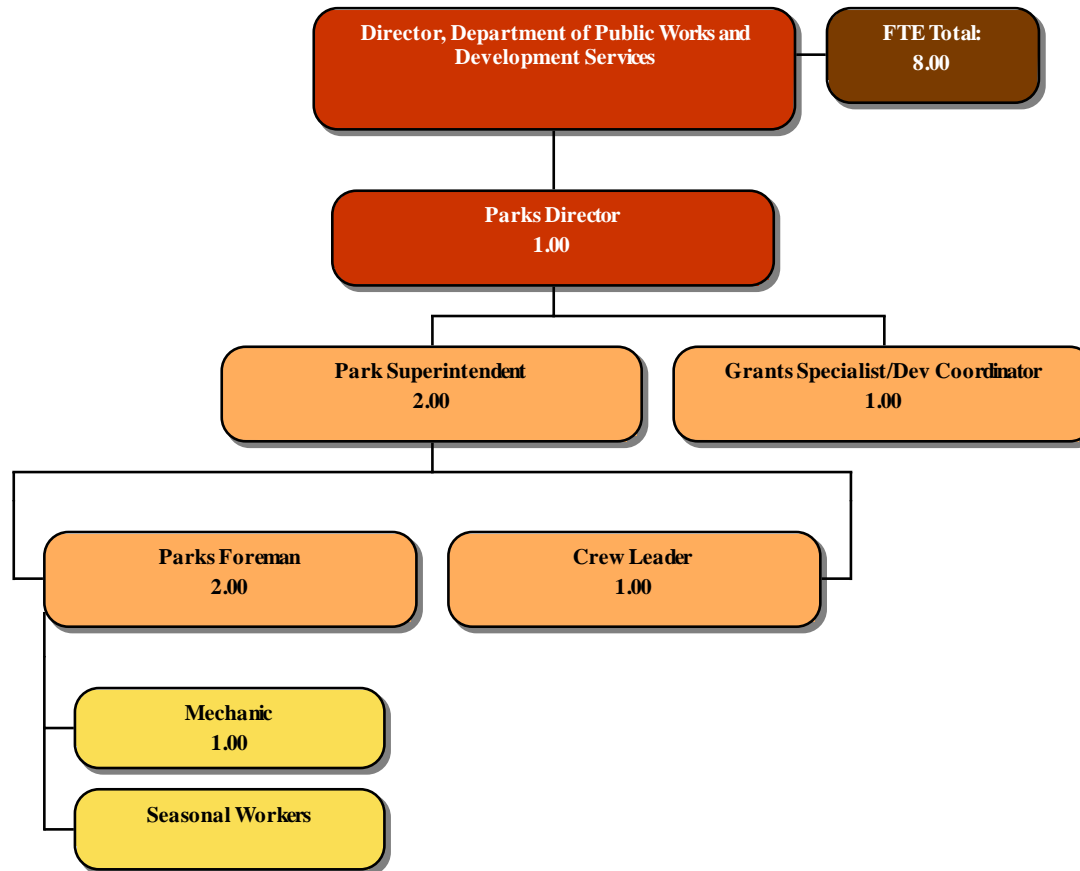 Director, Department of Public Works and
Development Services
FTE Total:
8.00
Parks Director
1.00
Park Superintendent
2.00
Grants Specialist/Dev Coordinator
1.00
Parks Foreman
2.00
Crew Leader
1.00
Mechanic
1.00
Seasonal Workers